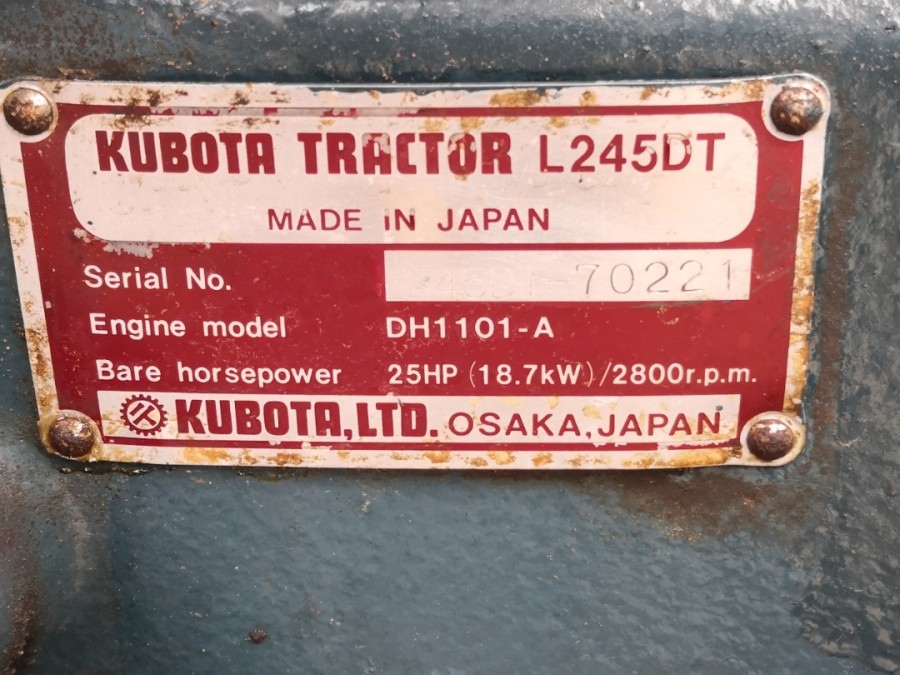 KUBOTA TRACTOR L245DT
MADE IN JAPAN
Serial No. 70221
Engine model DH1101-A
Bare horsepower 25HP (18.7kW)/2800r.p.m.
KUBOTA,LTD. OSAKA,JAPAN